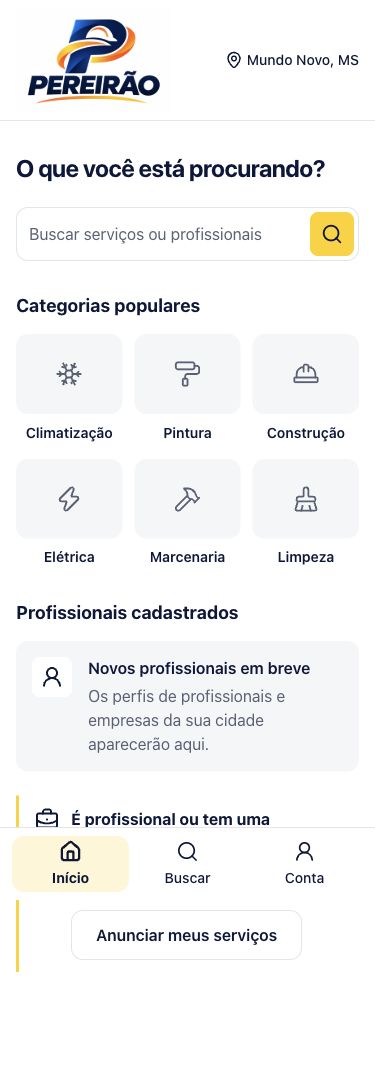 PEREIRÃO
Mundo Novo, MS
O que você está procurando?
Buscar serviços ou profissionais
Categorias populares
Climatização
Pintura
Construção
Elétrica
Marcenaria
Limpeza
Profissionais cadastrados
Novos profissionais em breve
Os perfis de profissionais e
empresas da sua cidade
aparecerão aqui.
É profissional ou tem uma
Início
Buscar
Conta
Anunciar meus serviços